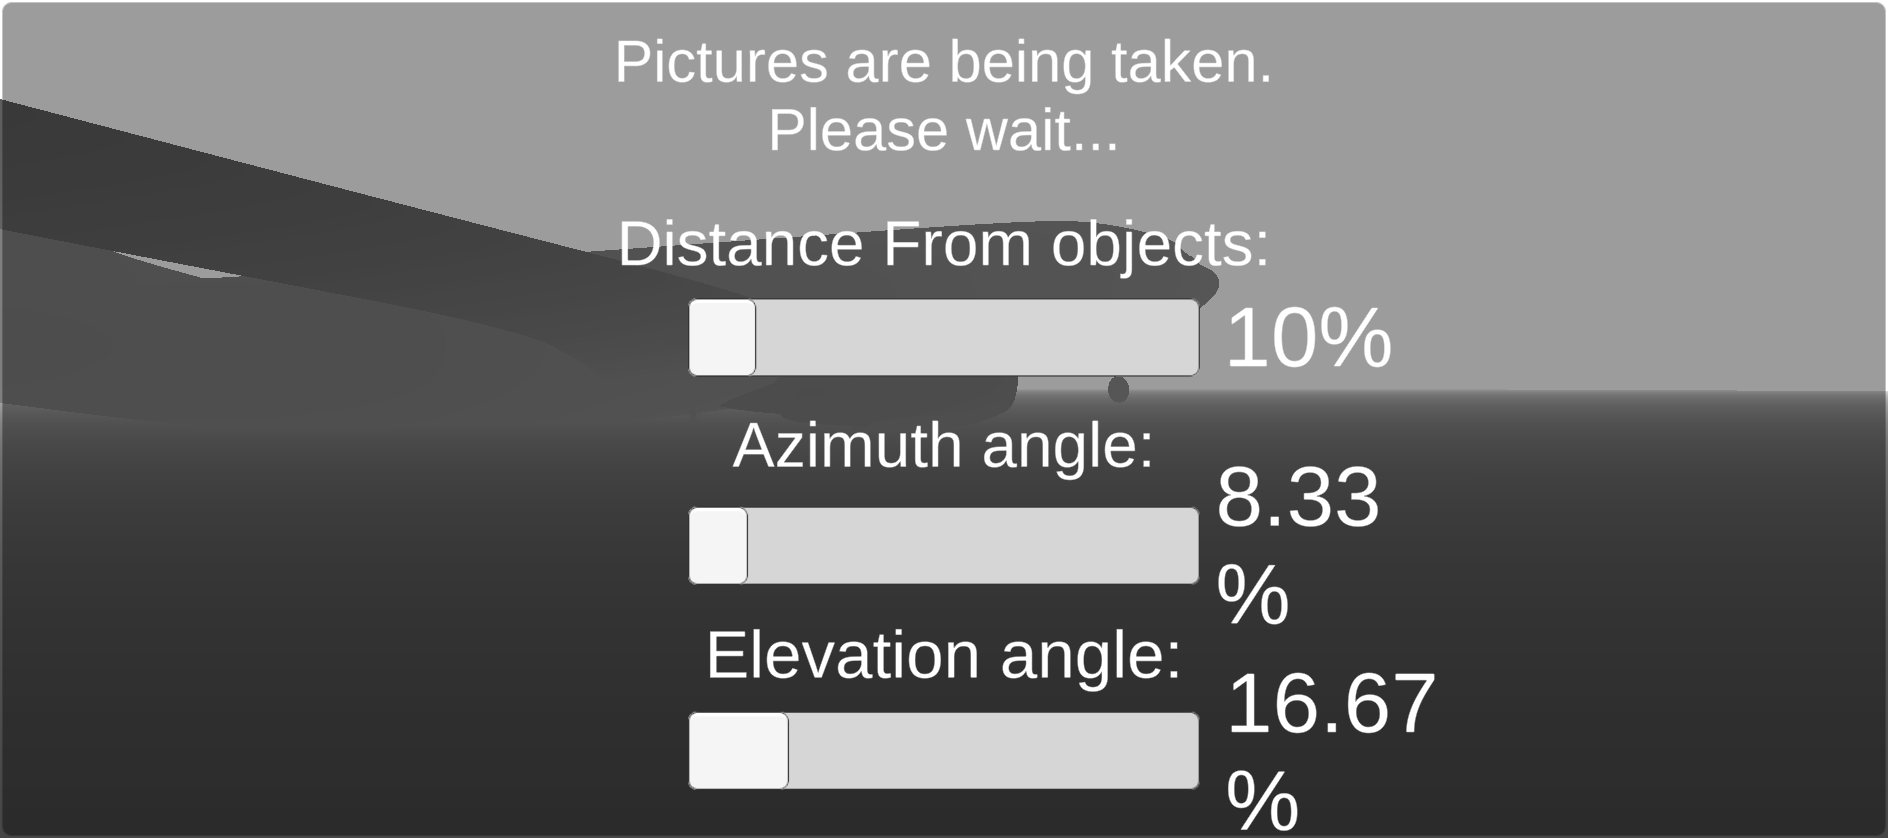 Pictures are being taken.
Please wait...
Distance From objects:
10%
Azimuth angle:
8.33
%
Elevation angle:
16.67
%